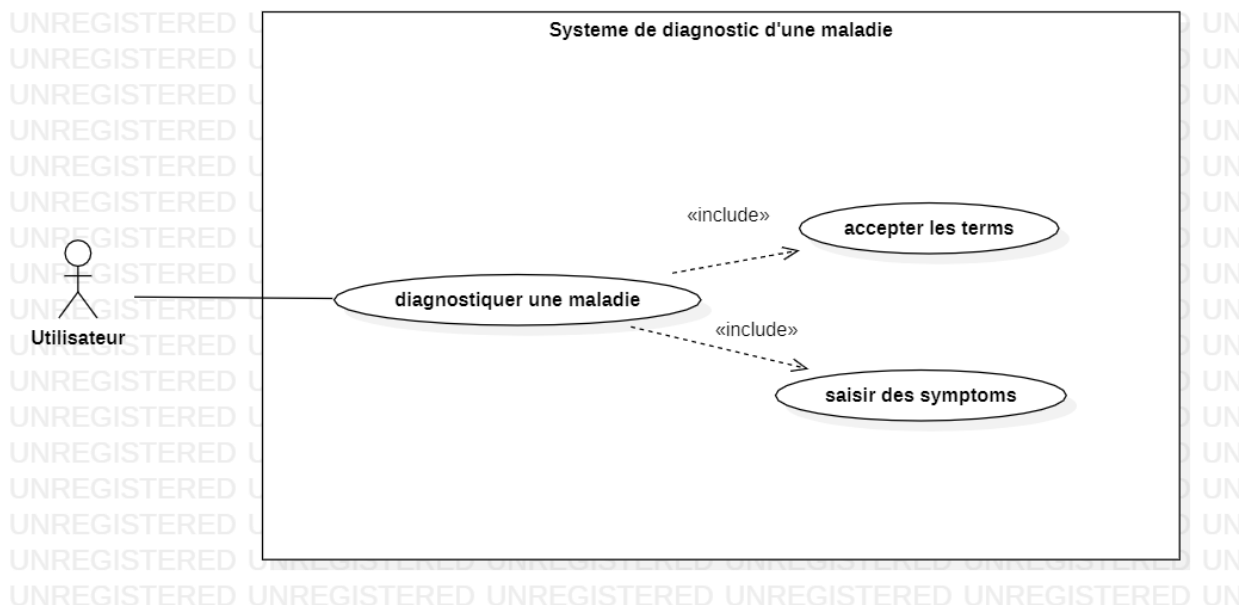 Systeme de diagnostic d'une maladie
«include»
accepter les terms
diagnostiquer une maladie
Utilisateur
«include»
saisir des symptoms
UNREGISTERED UNREGISTERED UNREGISTERED UNREGISTERED UNREGISTERED UN